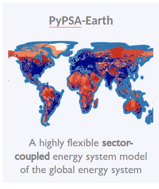 PyPSA-Earth
A highly flexible sector-
coupled energy system model
of the global energy system